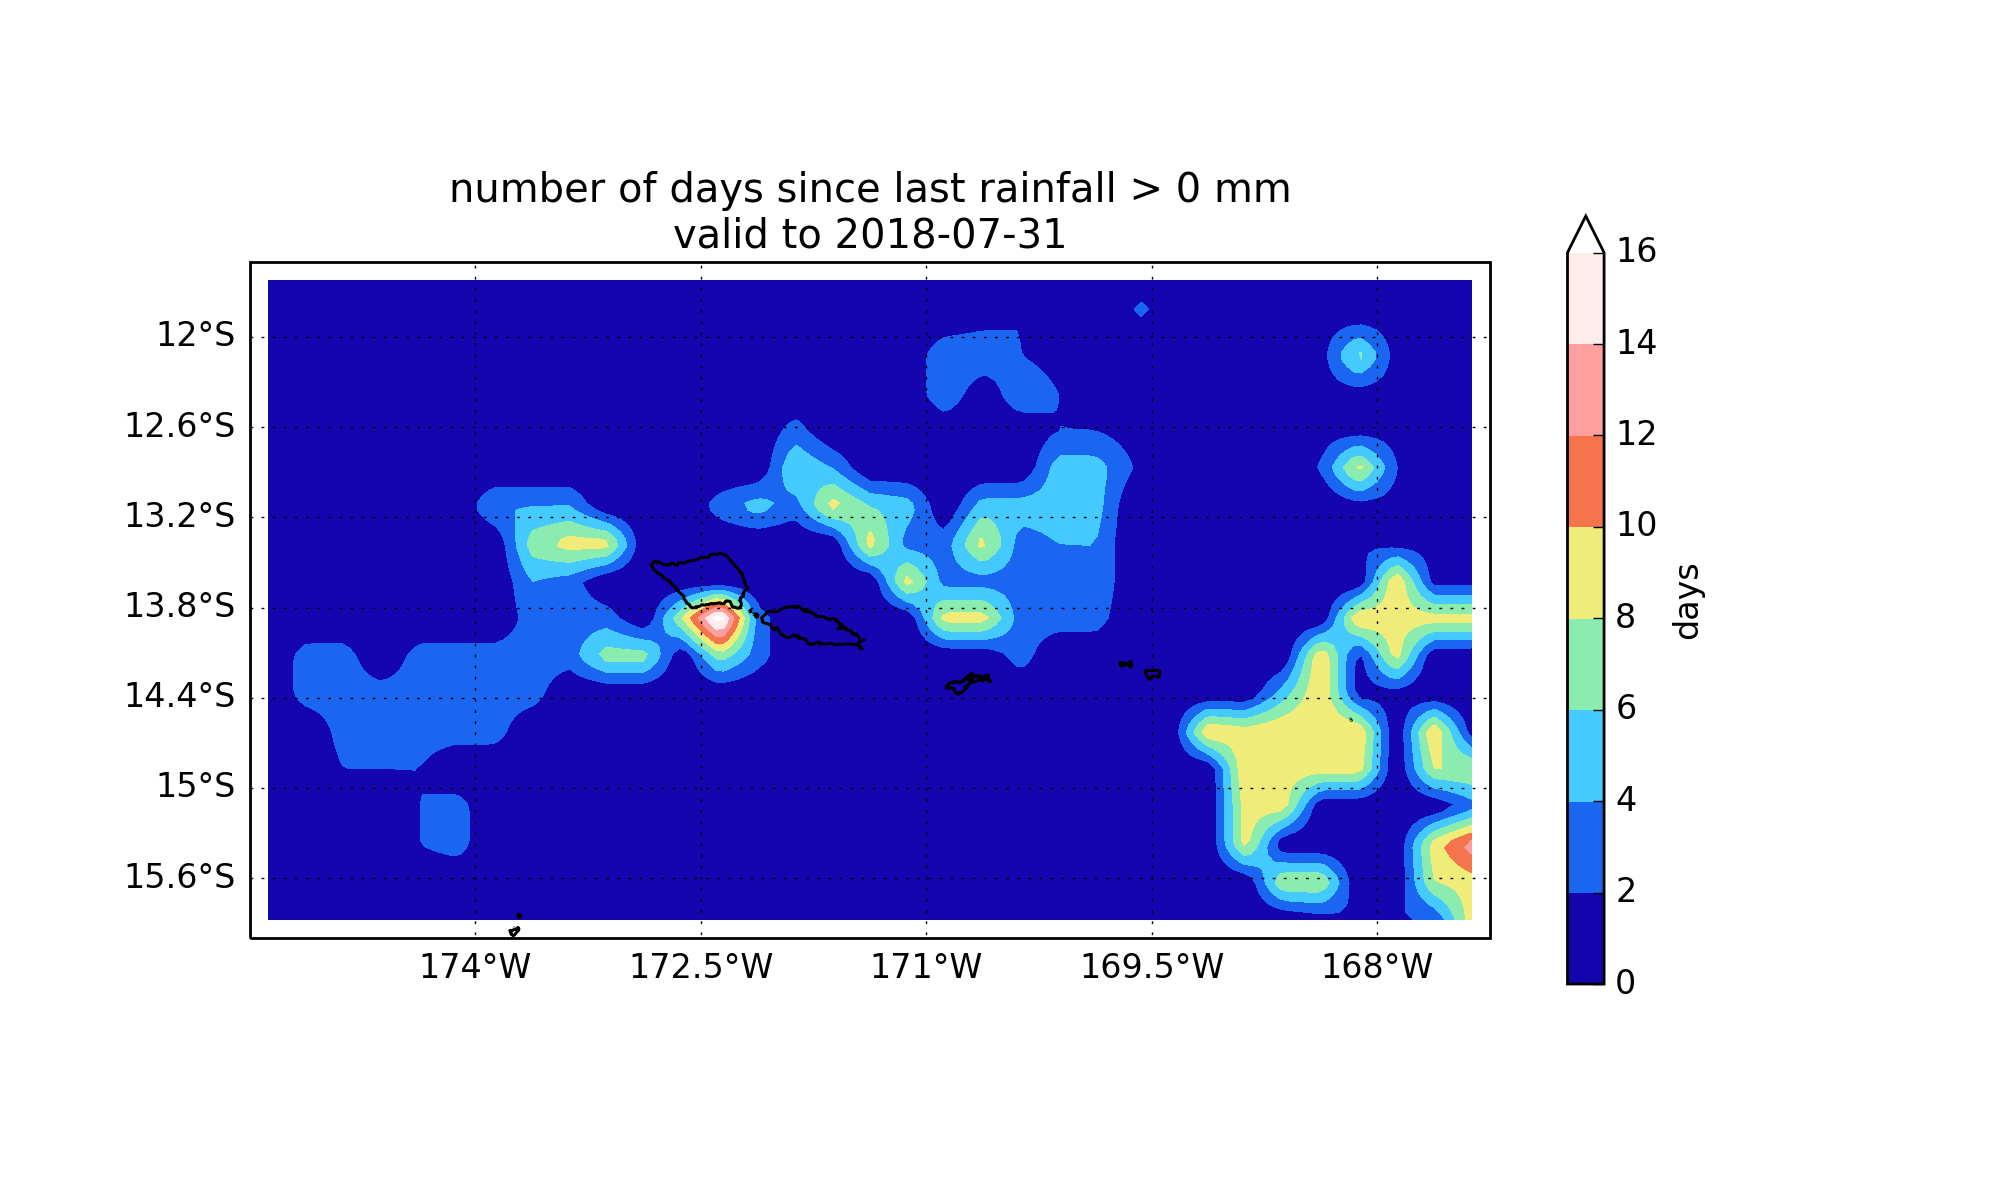 number of days since last rainfall > 0 mm
valid to 2018-07-31
12°S
12.6°S
13.2°S
13.8°S
14.4°S
15°S
15.6°S
174°W
172.5°W
171°W
169.5°W
168°W
16
14
12
10
8
6
4
2
0
days